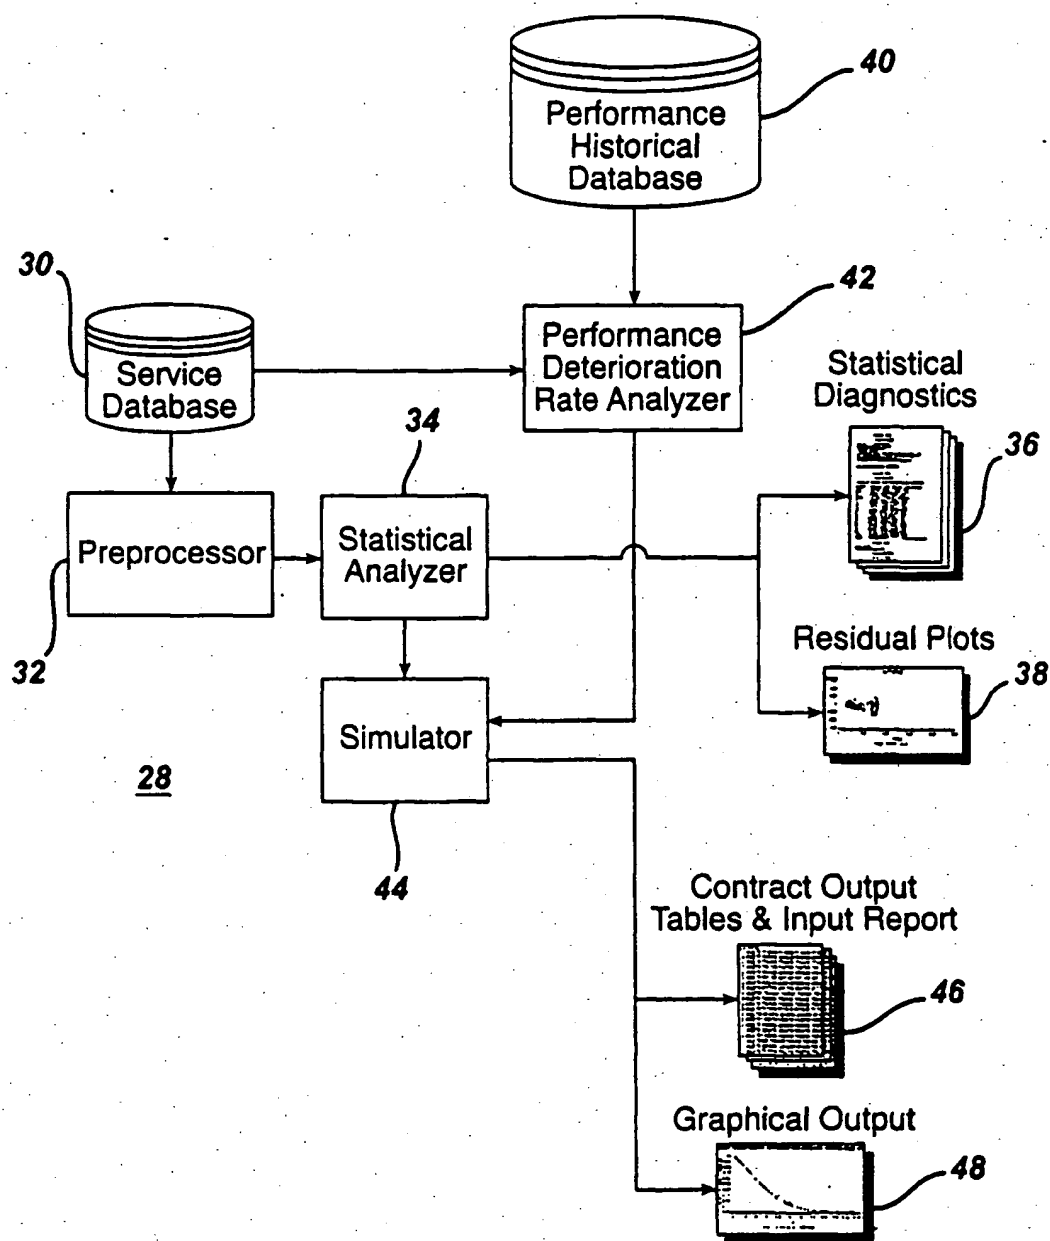 40
Performance
Historical
Database
30
42
Service
Database
Performance
Deterioration
Rate Analyzer
Statistical
Diagnostics
34
36
Preprocessor
Statistical
Analyzer
32
Residual Plots
38
Simulator
28
44
Contract Output
Tables & Input Report
46
Graphical Output
48